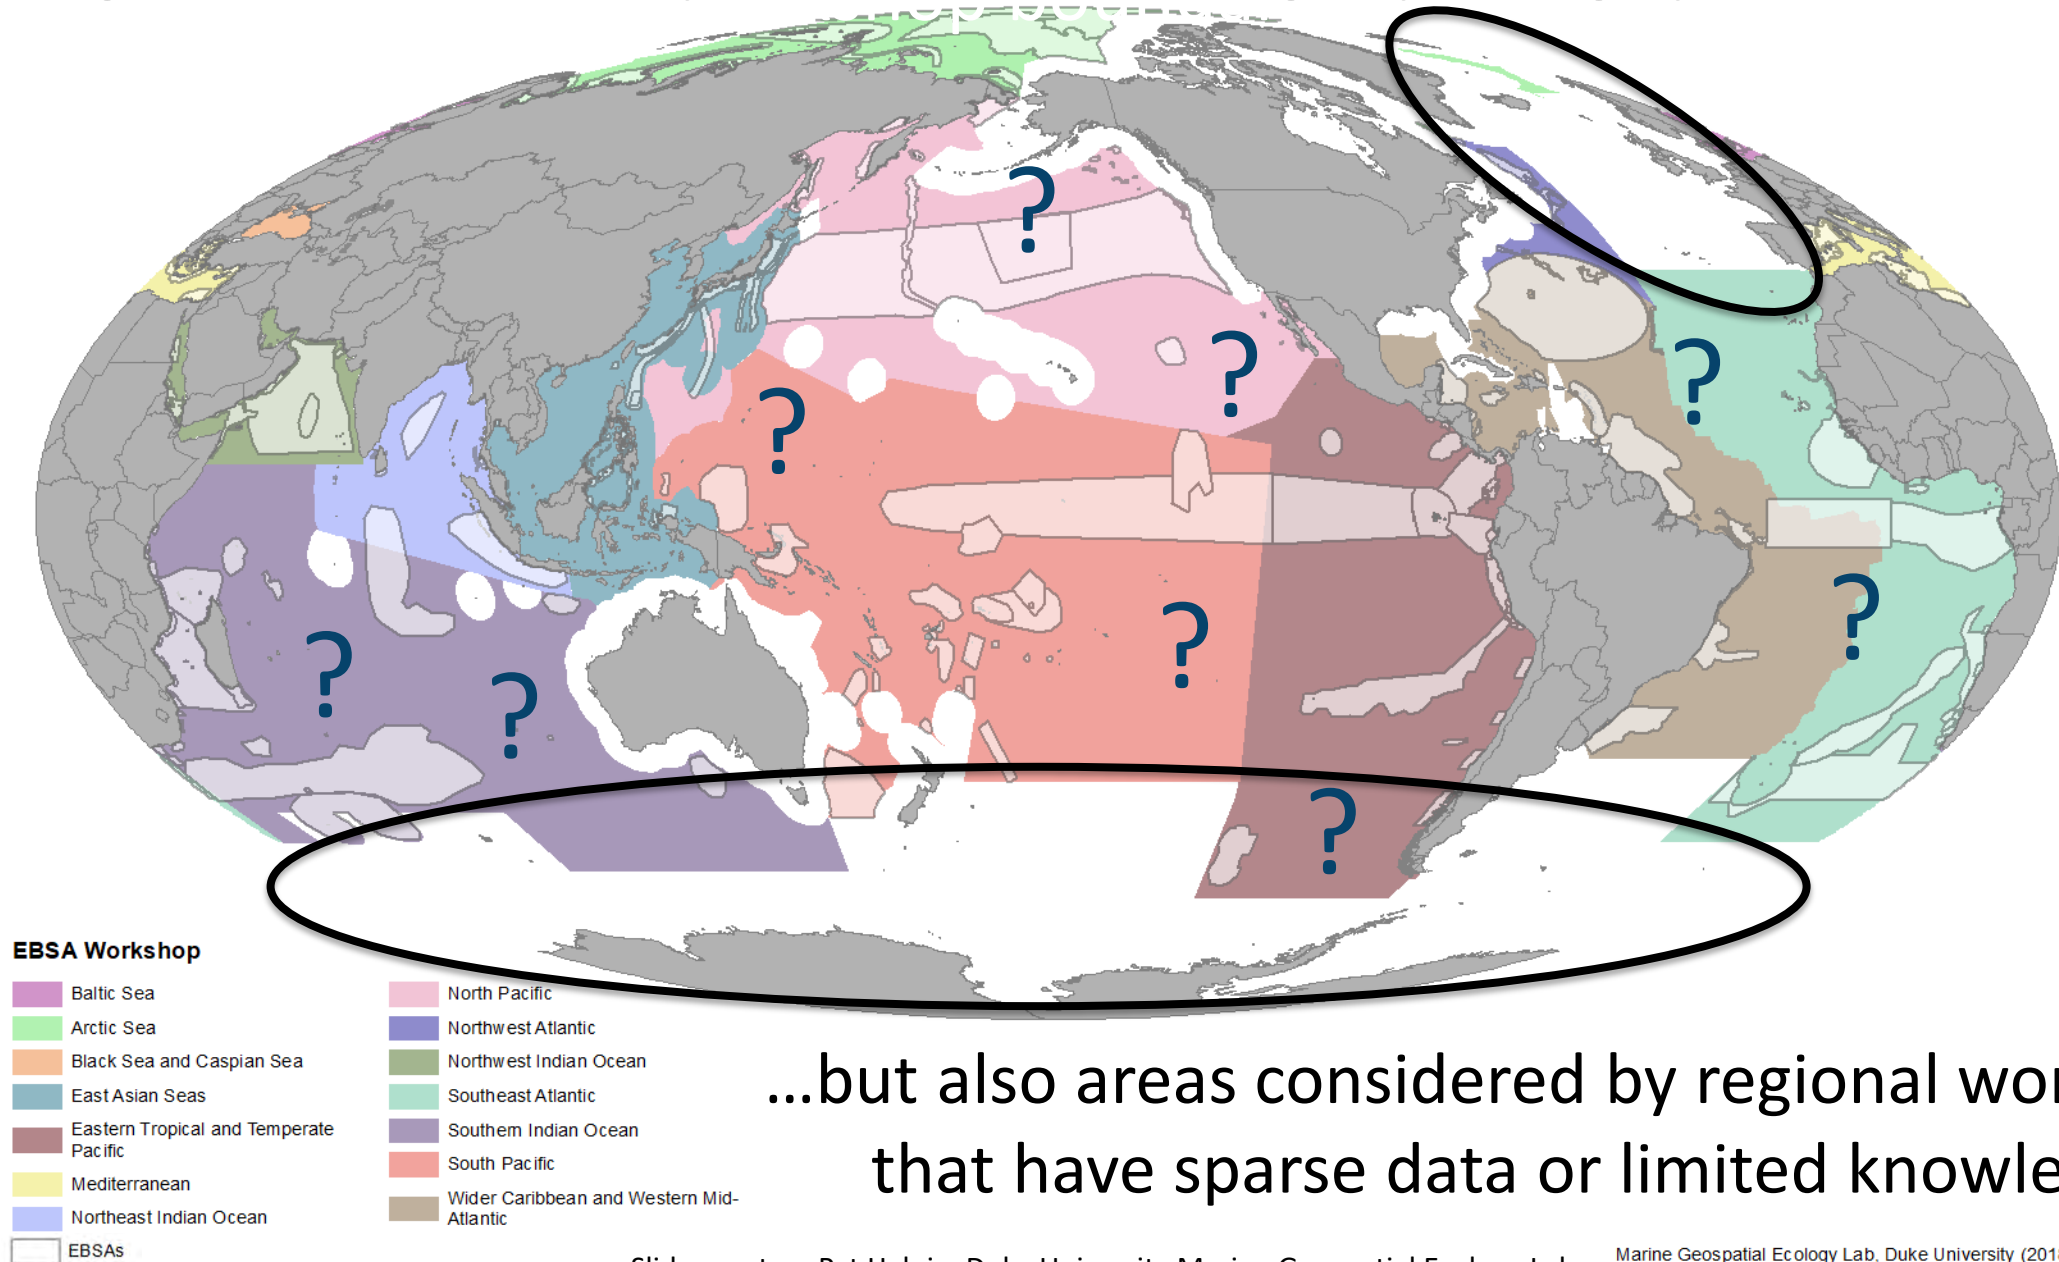 ?
?
?
?
?
?
?
?
?
EBSA Workshop
Baltic Sea
Arctic Sea
Black Sea and Caspian Sea
East Asian Seas
Eastern Tropical and Temperate
Pacific
Mediterranean
Northeast Indian Ocean
EBSAs
North Pacific
Northwest Atlantic
Northwest Indian Ocean
Southeast Atlantic
Southern Indian Ocean
South Pacific
Wider Caribbean and Western Mid-
Atlantic
...but also areas considered by regional
that have sparse data or limited
Marine Geospatial Ecology Lab, Duke University